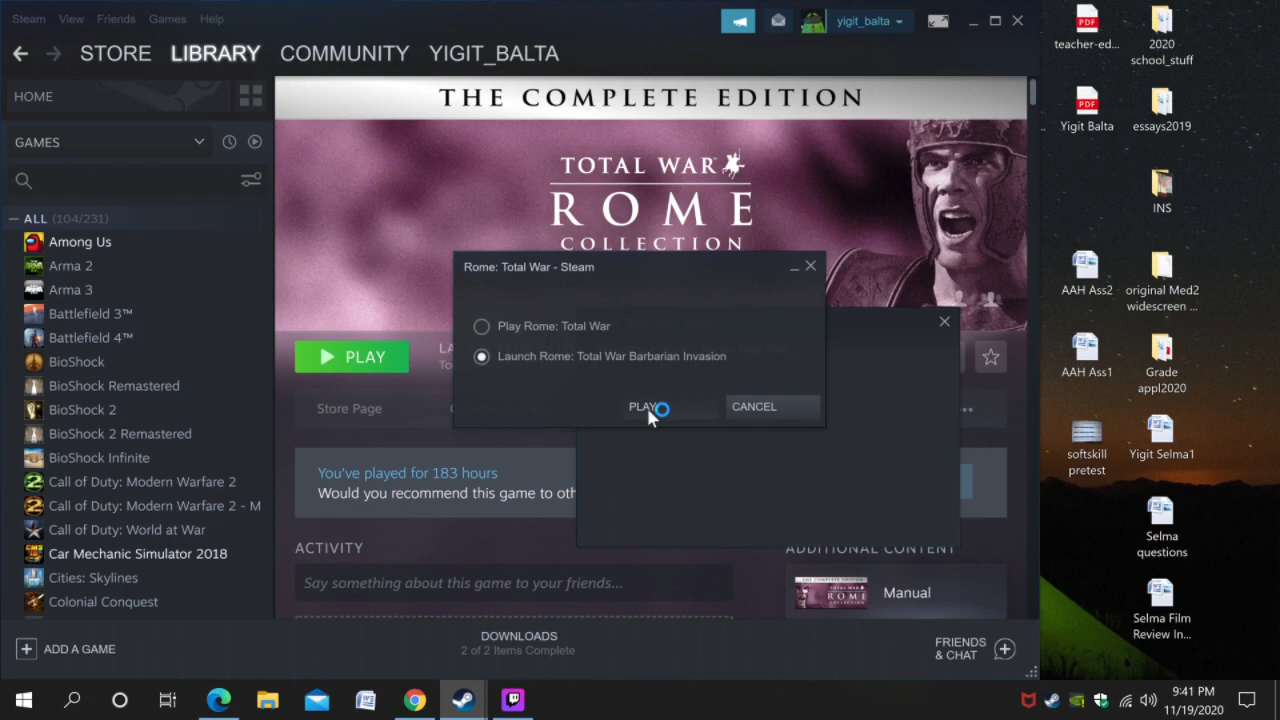 Steam View Friends Games Help
yigit_balta
STORE LIBRARY COMMUNITY YIGIT_BALTA
HOME
GAMES
ALL (104/231)
Among Us
Arma 2
Arma 3
Battlefield 3™
Battlefield 4™
BioShock
BioShock Remastered
BioShock 2
BioShock 2 Remastered
BioShock Infinite
Call of Duty: Modern Warfare 2
Call of Duty: Modern Warfare 2 - M
Call of Duty: World at War
Car Mechanic Simulator 2018
Cities: Skylines
Colonial Conquest
ADD A GAME
THE COMPLETE EDITION
TOTAL WAR
ROME
COLLECTION
PLAY
Store Page
You've played for 183 hours
Would you recommend this game to oth
ACTIVITY
Say something about this game to your friends...
ADDITIONAL CONTENT
Manual
Rome: Total War - Steam
Play Rome: Total War
Launch Rome: Total War Barbarian Invasion
PLAY
CANCEL
DOWNLOADS
2 of 2 Items Complete
FRIENDS
& CHAT
teacher-ed...
2020
school_stuff
Yigit Balta
essays2019
INS
AAH Ass2
original Med2
widescreen ...
AAH Ass1
Grade
appl2020
softskill
pretest
Yigit Selma1
Selma
questions
Selma Film
Review In...
9:41 PM
11/19/2020